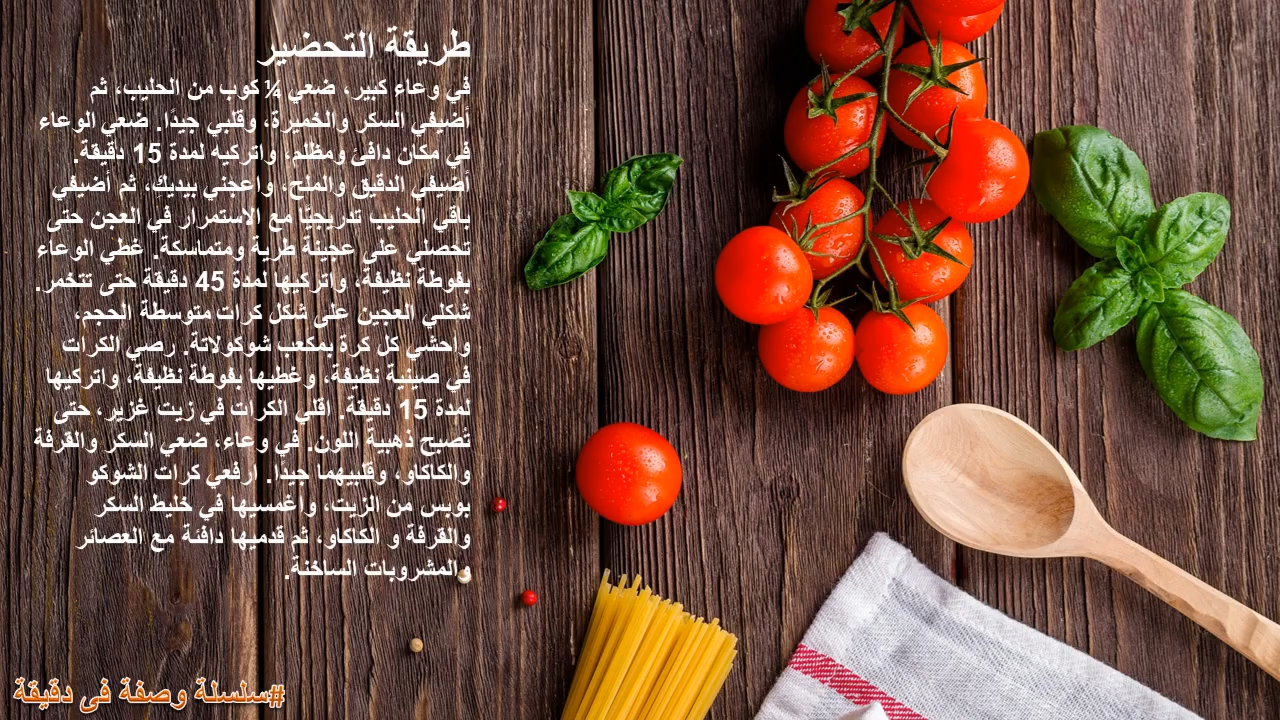 طريقة التحضير
في وعاء كبير، ضعي ¼ كوب من الحليب، ثم
أضيفي السكر والخميرة، وقلبي جيدًا. ضعي الوعاء
في مكان دافئ ومظلم، واتركيه لمدة 15 دقيقة.
أضيفي الدقيق والملح، واعجني بيديك، ثم أضيفي
باقي الحليب تدريجيًا مع الاستمرار في العجن حتى
تحصلي على عجينة طرية ومتماسكة. غطي الوعاء
بفوطة نظيفة، واتركيها لمدة 45 دقيقة حتى تتخمر.
شكلي العجين على شكل كرات متوسطة الحجم،
واحشي كل كرة بمكعب شوكولاتة. رصي الكرات
في صينية نظيفة، وغطيها بفوطة نظيفة، واتركيها
لمدة 15 دقيقة. اقلي الكرات في زيت غزير، حتى
تصبح ذهبية اللون. في وعاء، ضعي السكر والقرفة
والكاكاو، وقلبيهما جيدًا. ارفعي كرات الشوكو
بوبس من الزيت، واغمسيها في خليط السكر
والقرفة و الكاكاو، ثم قدميها دافئة مع العصائر
والمشروبات الساخنة.
#سلسلة وصفة فى دقيقة